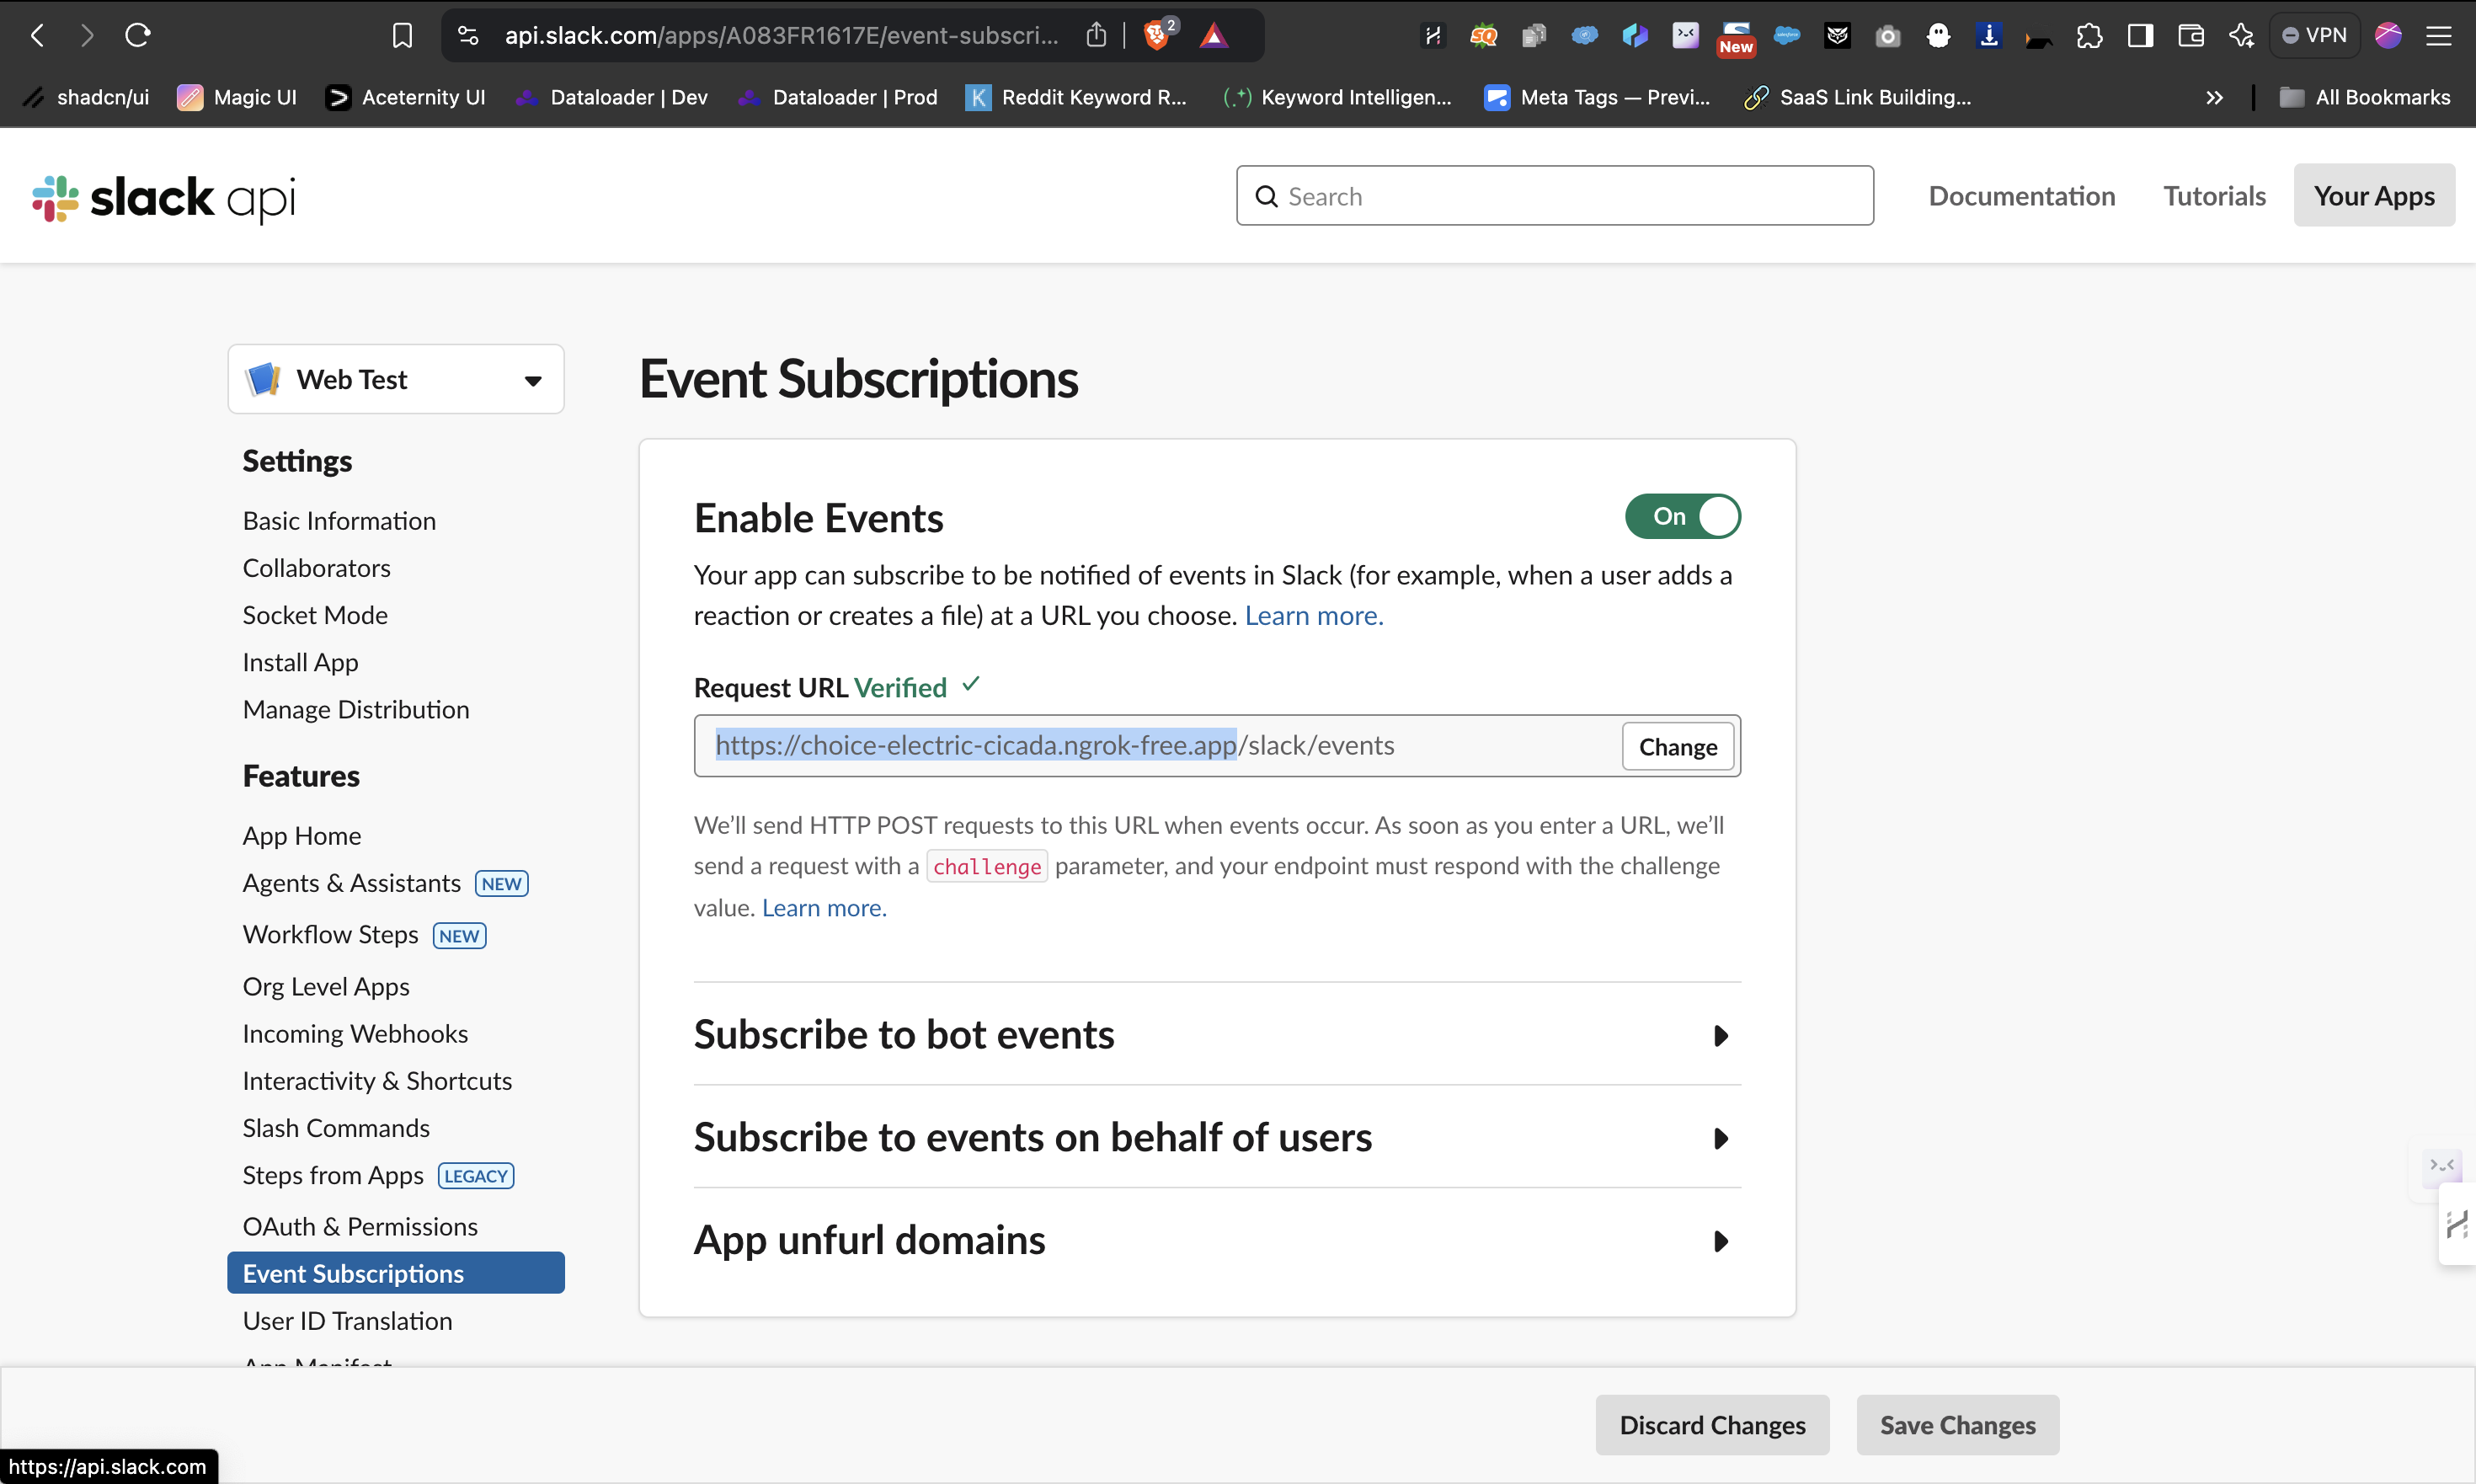 api.slack.com/apps/A083FR1617E/event-subscri...
2
New
VPN
shadcn/ui
Magic UI
Aceternity UI
Dataloader | Dev
Dataloader | Prod
K Reddit Keyword R...
(.+) Keyword Intelligen...
Meta Tags — Previ...
SaaS Link Building...
All Bookmarks
slack api
Search
Documentation
Tutorials
Your Apps
Web Test
Settings
Basic Information
Collaborators
Socket Mode
Install App
Manage Distribution
Features
App Home
Agents & Assistants NEW
Workflow Steps NEW
Org Level Apps
Incoming Webhooks
Interactivity & Shortcuts
Slash Commands
Steps from Apps LEGACY
OAuth & Permissions
Event Subscriptions
User ID Translation
App Manifest
Event Subscriptions
Enable Events
On
Your app can subscribe to be notified of events in Slack (for example, when a user adds a
reaction or creates a file) at a URL you choose. Learn more.
Request URL Verified ✓
https://choice-electric-cicada.ngrok-free.app/slack/events
Change
We’ll send HTTP POST requests to this URL when events occur. As soon as you enter a URL, we’ll
send a request with a challenge parameter, and your endpoint must respond with the challenge
value. Learn more.
Subscribe to bot events
Subscribe to events on behalf of users
App unfurl domains
Discard Changes
Save Changes
https://api.slack.com